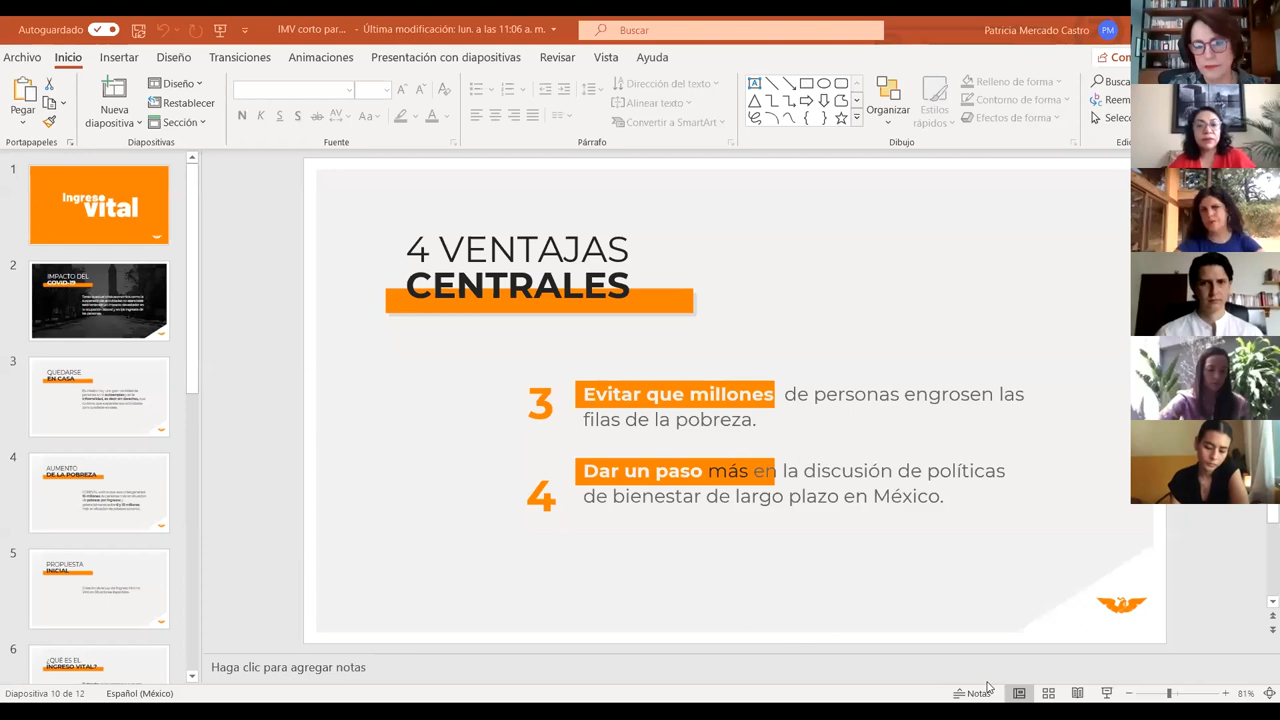 Autoguardado
IMV corto par... - Última modificación: lun. a las 11:06 a. m.
Buscar
Patricia Mercado Castro
PM
Archivo Inicio Insertar Diseño Transiciones Animaciones Presentación con diapositivas Revisar Vista Ayuda
Pegar
Nueva
diapositiva
Diseño
Restablecer
Sección
N K S S ab AV Aa A
Dirección del texto
Alinear texto
Convertir a SmartArt
Organizar
Estilos
rápidos
Relleno de forma
Contorno de forma
Efectos de forma
Busca
Reem
Selec
Portapapeles Diapositivas Fuente Párrafo Dibujo
1
Ingreso
vital
2
IMPACTO DEL
COVID-19
3
QUEDARSE
EN CASA
4
AUMENTO
DE LA POBREZA
5
PROPUESTA
INICIAL
6
¿QUÉ ES EL
INGRESO VITAL?
4 VENTAJAS
CENTRALES
3 Evitar que millones de personas engrosen las
filas de la pobreza.
4 Dar un paso más en la discusión de políticas
de bienestar de largo plazo en México.
Haga clic para agregar notas
Diapositiva 10 de 12 Español (México) Notas 81%